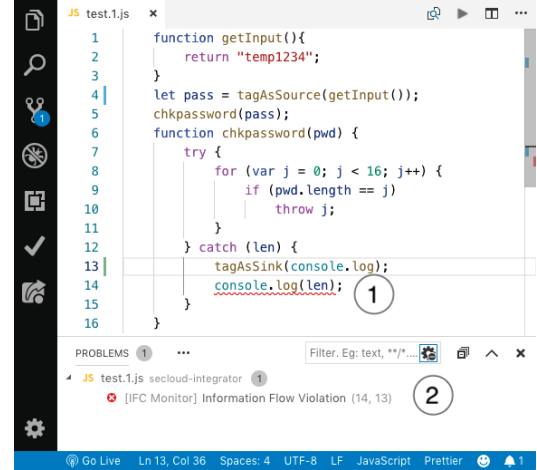 JS test.1.js ×
1 function getInput(){
2 return "temp1234";
3 }
4 let pass = tagAsSource(getInput());
5 chkpassword(pass);
6 function chkpassword(pwd) {
7 try {
8 for (var j = 0; j < 16; j++) {
9 if (pwd.length == j)
10 throw j;
11 }
12 } catch (len) {
13 tagAsSink(console.log);
14 console.log(len);
15 }
16 }
1
1
PROBLEMS 1 ··· Filter. Eg: text, **/*....
JS test.1.js secloud-integrator 1
[IFC Monitor] Information Flow Violation (14, 13)
2
Go Live Ln 13, Col 36 Spaces: 4 UTF-8 LF JavaScript Prettier 1